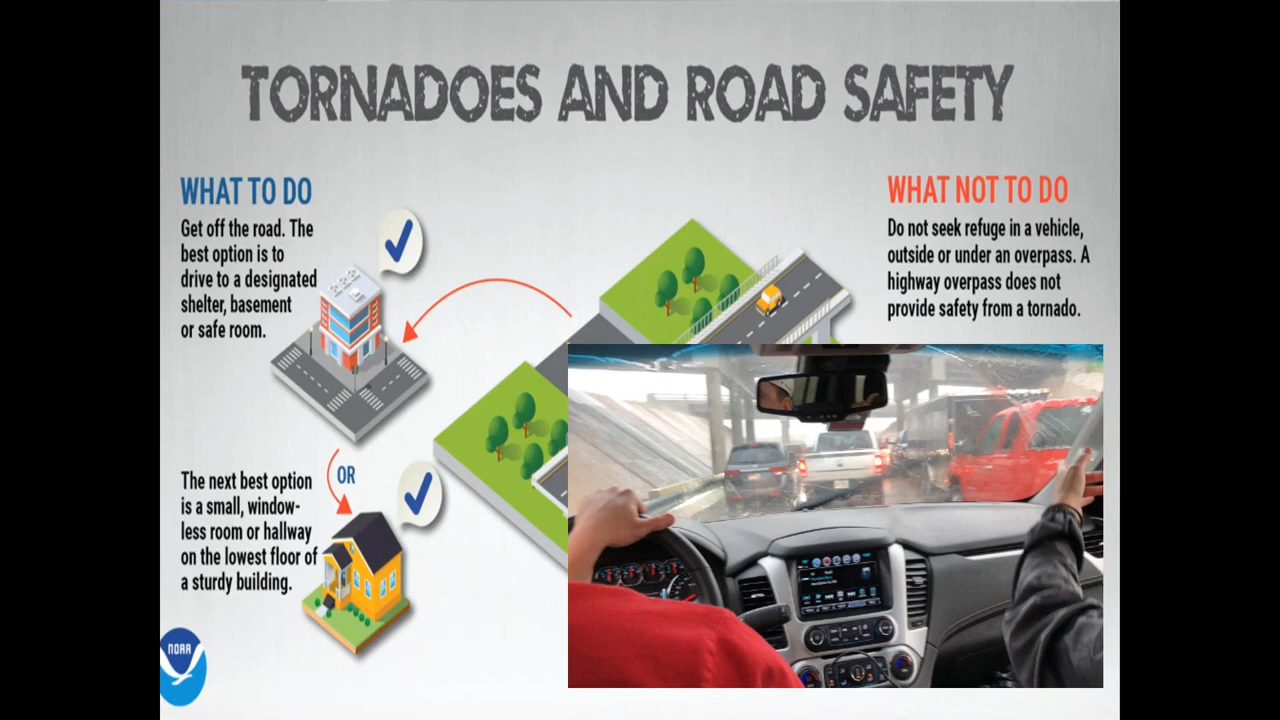 TORNADOES AND ROAD SAFETY
WHAT TO DO
Get off the road. The
best option is to
drive to a designated
shelter, basement
or safe room.
WHAT NOT TO DO
Do not seek refuge in a vehicle,
outside or under an overpass. A
highway overpass does not
provide safety from a tornado.
OR
The next best option
is a small, window-
less room or hallway
on the lowest floor of
a sturdy building.
NOAA